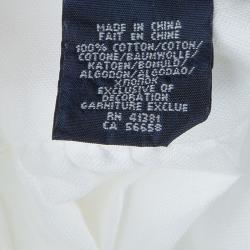 MADE IN CHINA
FAIT EN CHINE
100% COTTON/COTON/
COTONE/BAUMWOLLE/
KATOEN/BOMULD/
ALGODON/ALGODAO/
ХЛОПОК
EXCLUSIVE OF
DECORATION
GARNITURE EXCLUE
RN 41381
CA 56658